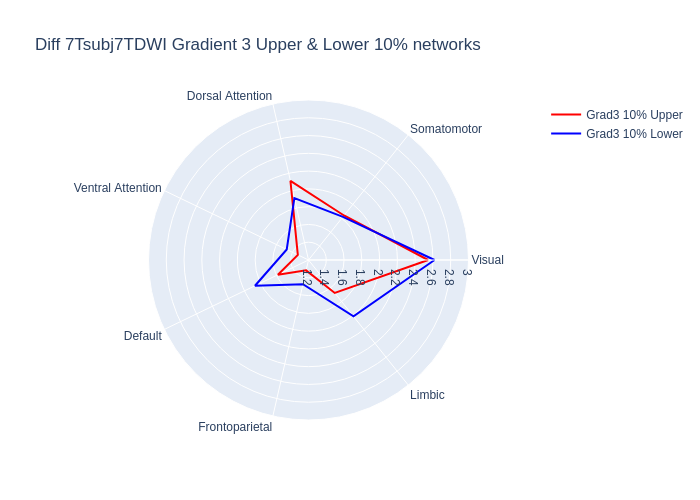 Diff 7Tsubj7TDWI Gradient 3 Upper & Lower 10% networks
Dorsal Attention
Somatomotor
Grad3 10% Upper
Grad3 10% Lower
Ventral Attention
Visual
1.2
1.4
1.6
1.8
2
2.2
2.4
2.6
2.8
3
Default
Limbic
Frontoparietal